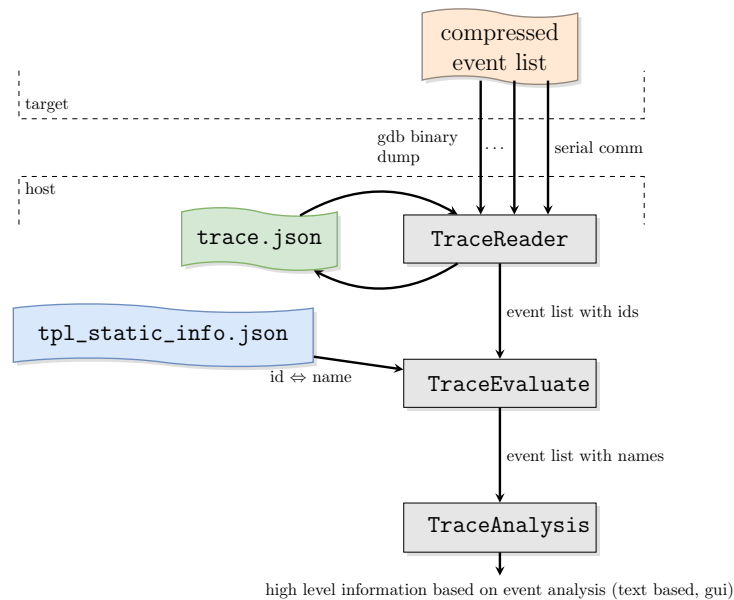 compressed
event list
target
gdb binary
dump
...
serial comm
host
trace.json
TraceReader
event list with ids
tpl_static_info.json
id ⇔ name
TraceEvaluate
event list with names
TraceAnalysis
high level information based on event analysis (text based, gui)